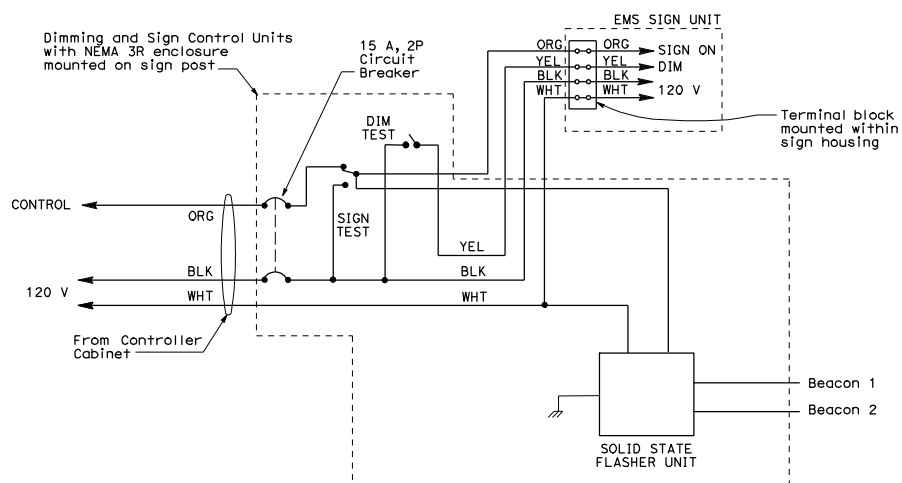 Dimming and Sign Control Units
with NEMA 3R enclosure
mounted on sign post
15 A, 2P
Circuit
Breaker
EMS SIGN UNIT
ORG ORG SIGN ON
YEL YEL DIM
BLK BLK
WHT WHT 120 V
Terminal block
mounted within
sign housing
DIM
TEST
CONTROL
ORG
SIGN
TEST
YEL
BLK BLK
120 V
WHT WHT
From Controller
Cabinet
Beacon 1
Beacon 2
SOLID STATE
FLASHER UNIT